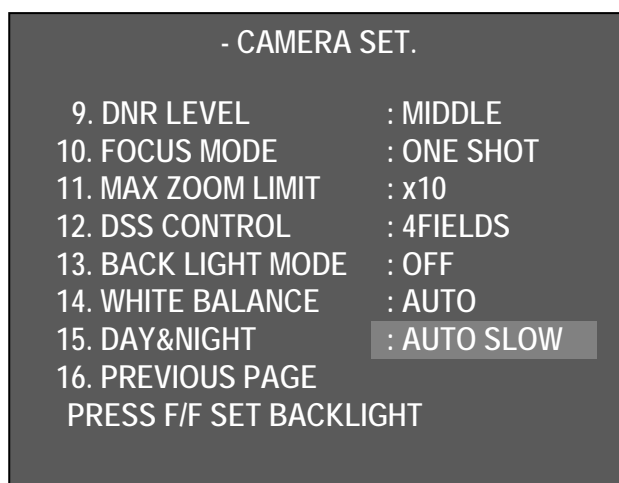 - CAMERA SET.
9. DNR LEVEL : MIDDLE
10. FOCUS MODE : ONE SHOT
11. MAX ZOOM LIMIT : x10
12. DSS CONTROL : 4FIELDS
13. BACK LIGHT MODE : OFF
14. WHITE BALANCE : AUTO
15. DAY&NIGHT : AUTO SLOW
16. PREVIOUS PAGE
PRESS F/F SET BACKLIGHT